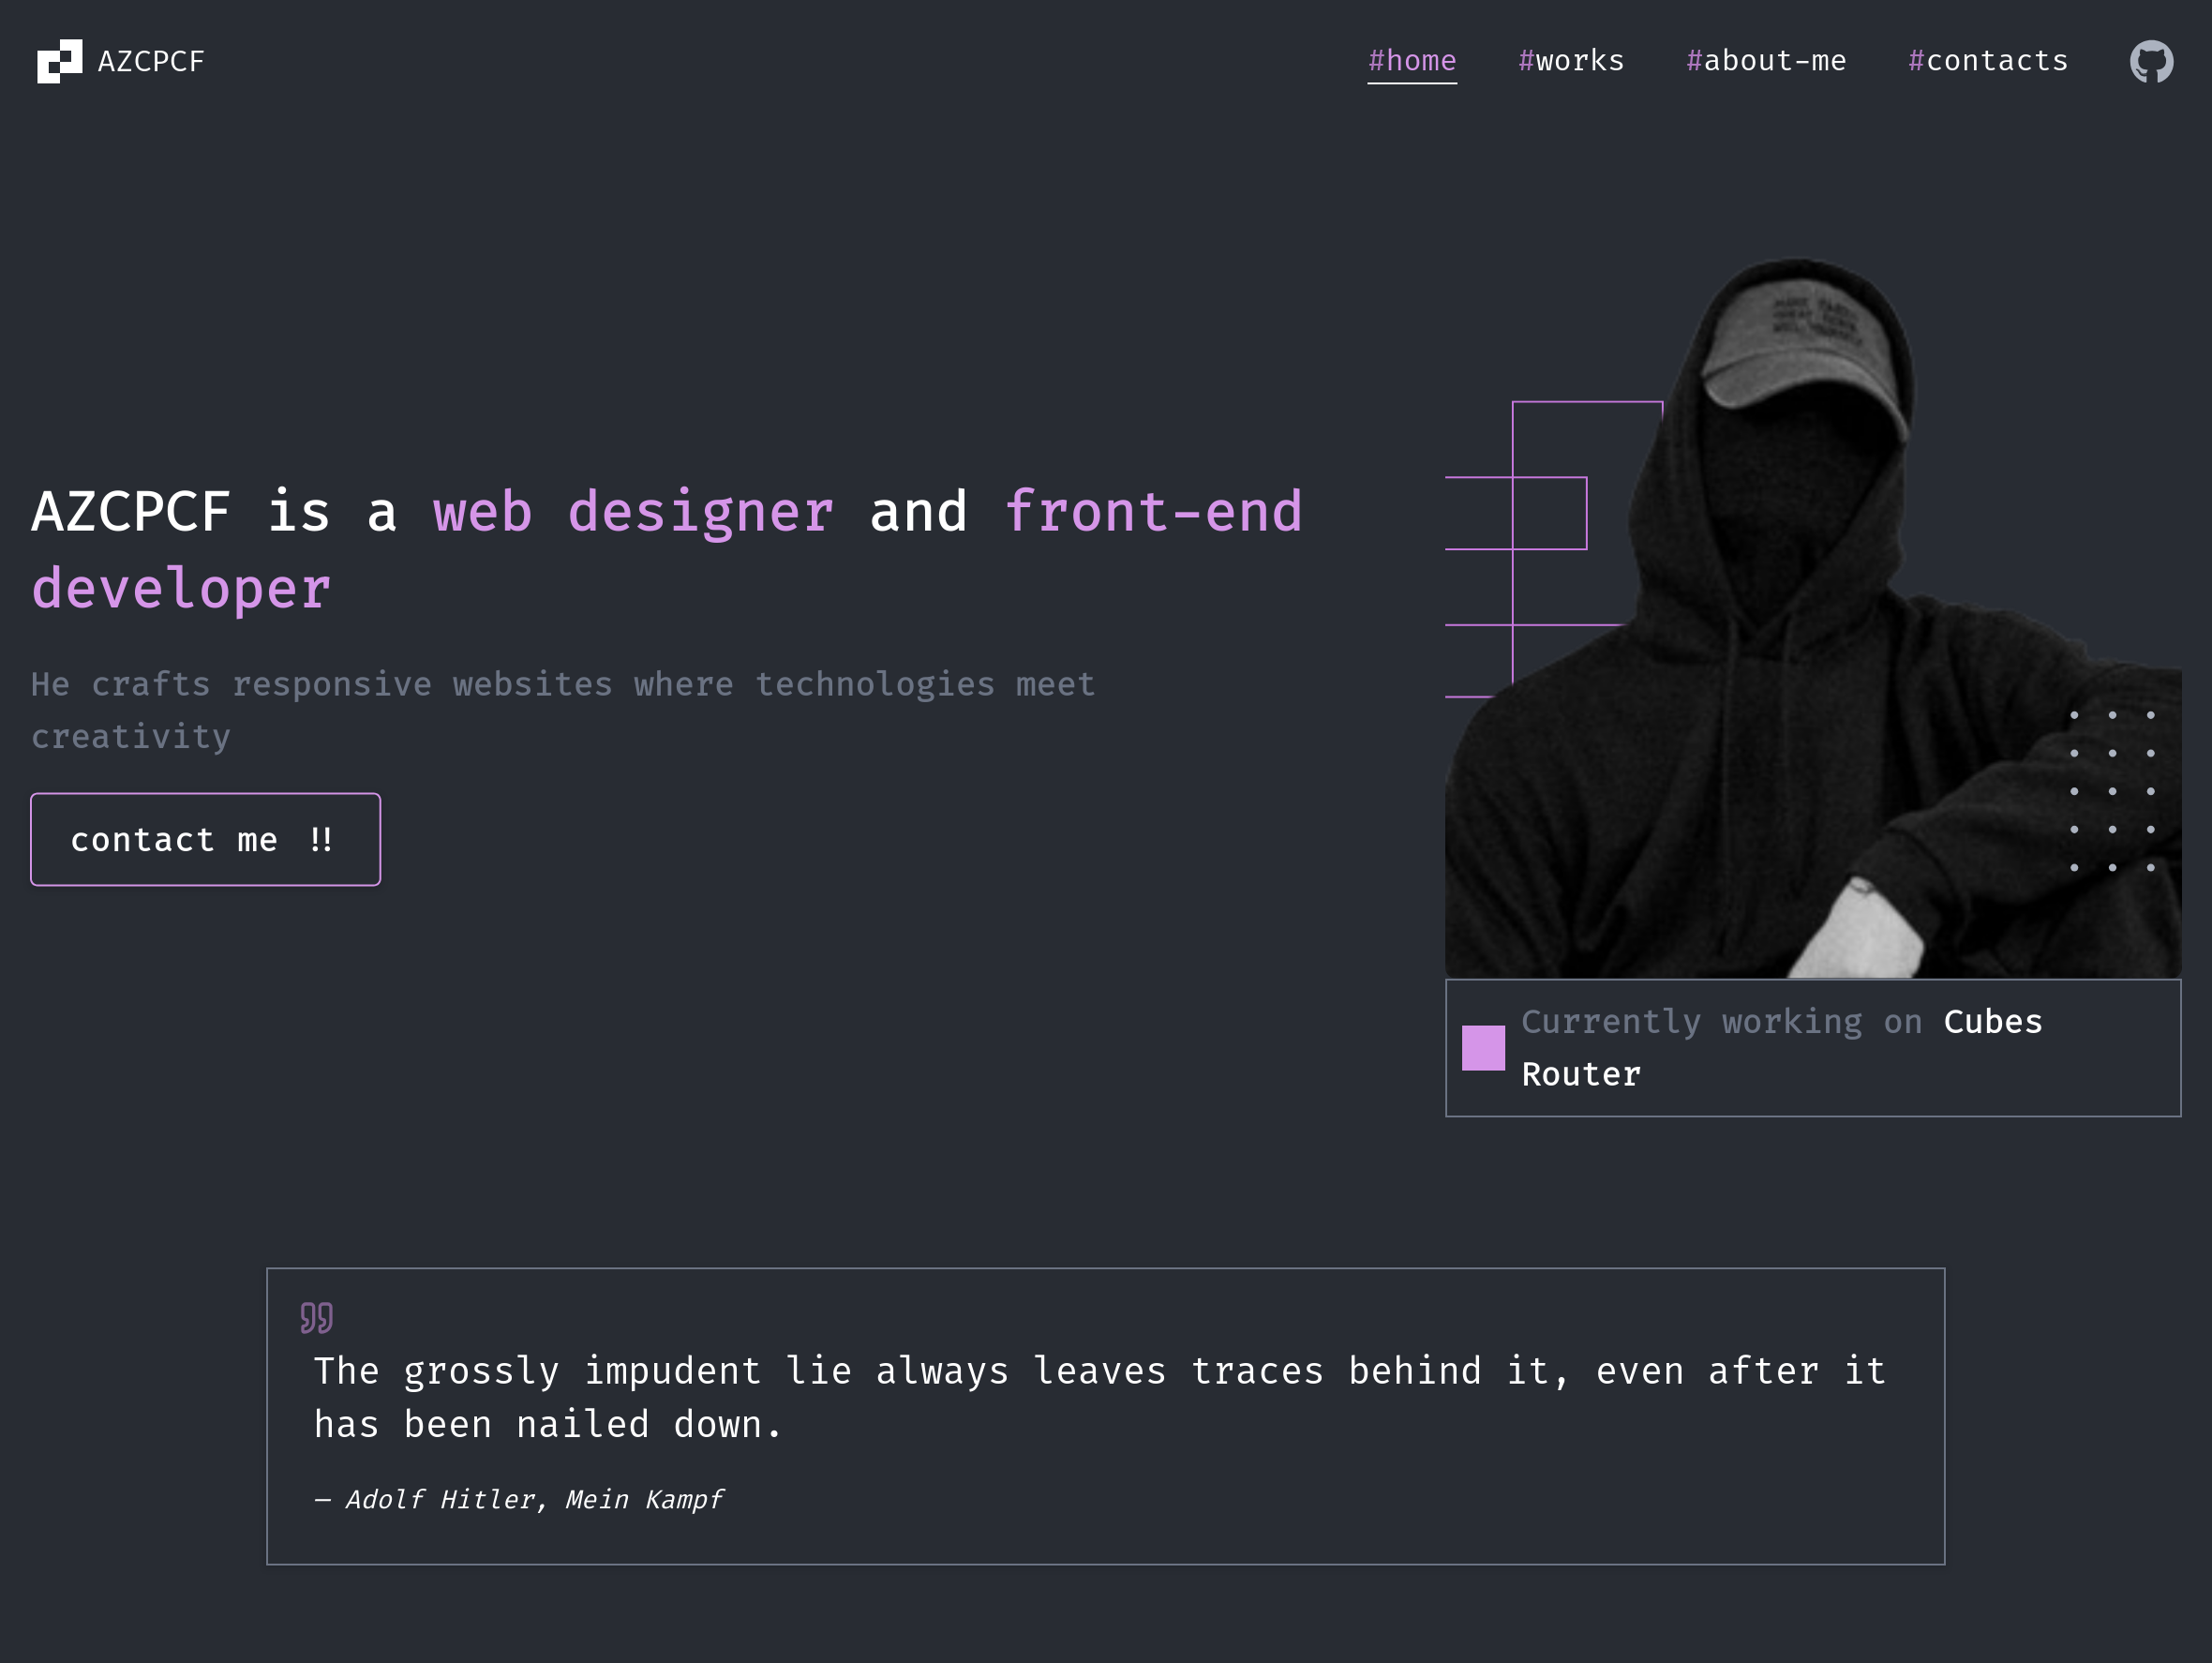 AZCPCF
#home #works #about-me #contacts
AZCPCF is a web designer and front-end
developer
He crafts responsive websites where technologies meet
creativity
contact me !!
Currently working on Cubes
Router
The grossly impudent lie always leaves traces behind it, even after it
has been nailed down.
— Adolf Hitler, Mein Kampf